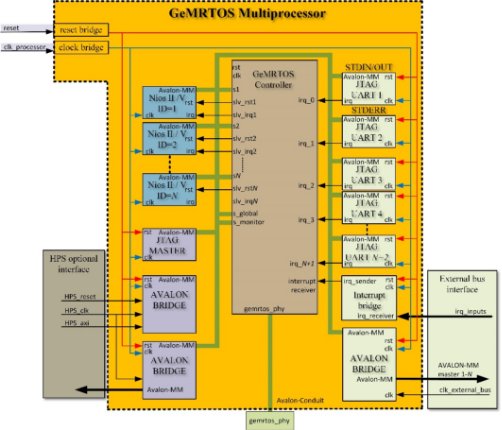 GeMRTOS Multiprocessor
reset
reset bridge
clk_processor
clock bridge
rst
clk
GeMRTOS
Controller
s1
slv_rst1
slv_irq1
s2
slv_rst2
slv_irq2
sN
slv_rstN
slv_irqN
s_global
s_monitor
irq_0
irq_1
irq_2
irq_3
irq_N+1
interrupt
receiver
gemrtos_phy
Avalon-MM
Nios II /V
rst
ID=1
clk
irq
Avalon-MM
Nios II /V
rst
ID=2
clk
irq
Avalon-MM
Nios II /V
rst
ID=N
clk
irq
Avalon-MM
rst
JTAG
clk
MASTER
HPS optional
interface
HPS_reset
HPS_clk
HPS_axi
rst
Avalon-MM
clk
AVALON
BRIDGE
rst
Avalon-MM
clk
AVALON
BRIDGE
Avalon-MM
STDIN/OUT
Avalon-MM
rst
JTAG
UART 1
irq
clk
STDERR
Avalon-MM
rst
JTAG
UART 2
irq
clk
Avalon-MM
rst
JTAG
UART 3
irq
clk
Avalon-MM
rst
JTAG
UART 4
irq
clk
Avalon-MM
rst
JTAG
UART N-2
irq
clk
irq_sender
rst
clk
Interrupt
bridge
irq_receiver
Avalon-MM
rst
clk
AVALON
BRIDGE
Avalon-MM
clk
External bus
interface
irq_inputs
AVALON-MM
master 1-N
clk_external_bus
Avalon-Conduit
gemrtos_phy